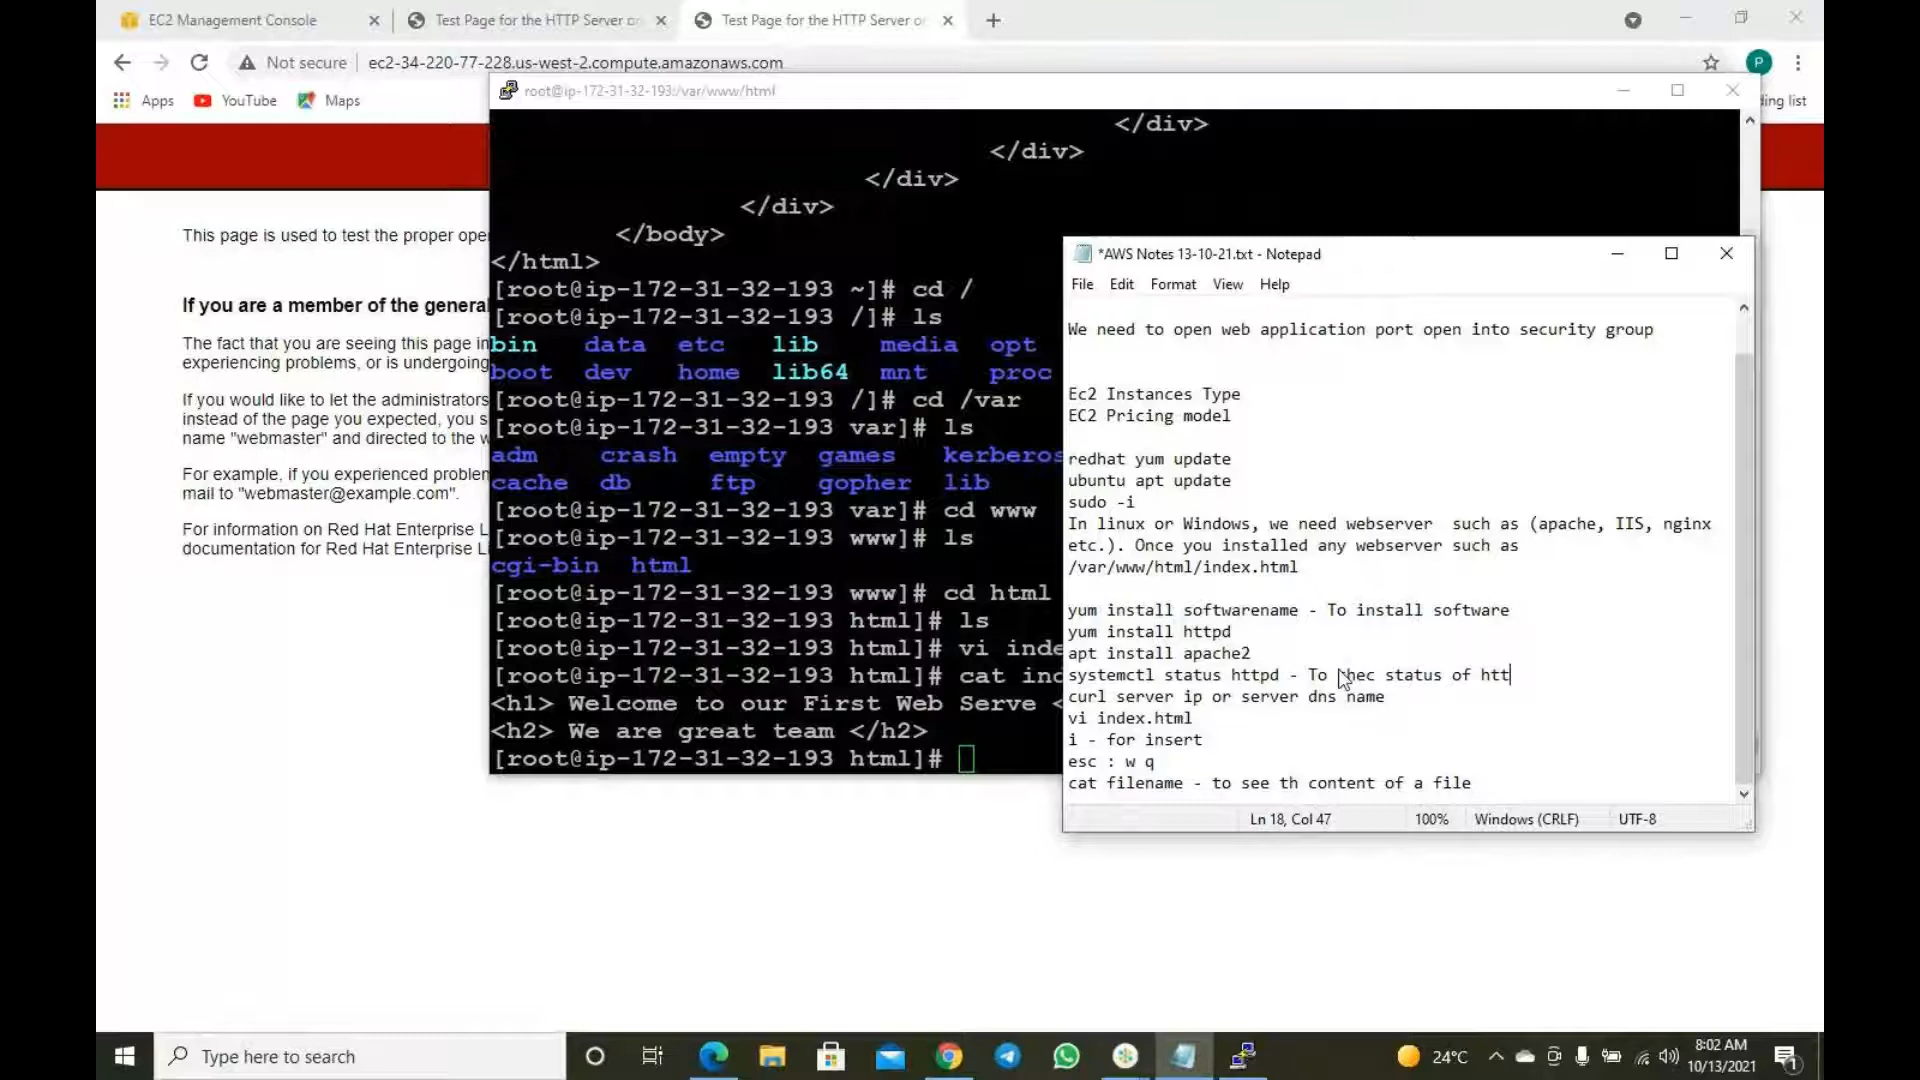 EC2 Management Console
Test Page for the HTTP Server o
Test Page for the HTTP Server o
Not secure
ec2-34-220-77-228.us-west-2.compute.amazonaws.com
P
Apps
YouTube
Maps
ding list
This page is used to test the proper ope
If you are a member of the genera
The fact that you are seeing this page in
experiencing problems, or is undergoing
If you would like to let the administrators
instead of the page you expected, you s
name "webmaster" and directed to the w
For example, if you experienced problem
mail to "webmaster@example.com".
For information on Red Hat Enterprise L
documentation for Red Hat Enterprise Li
root@ip-172-31-32-193:/var/www/html
</div>
</div>
</div>
</div>
</body>
</html>
[root@ip-172-31-32-193 ~]# cd /
[root@ip-172-31-32-193 /]# ls
bin data etc lib media opt
boot dev home lib64 mnt proc
[root@ip-172-31-32-193 /]# cd /var
[root@ip-172-31-32-193 var]# ls
adm crash empty games kerberos
cache db ftp gopher lib
[root@ip-172-31-32-193 var]# cd www
[root@ip-172-31-32-193 www]# ls
cgi-bin html
[root@ip-172-31-32-193 www]# cd html
[root@ip-172-31-32-193 html]# ls
[root@ip-172-31-32-193 html]# vi inde
[root@ip-172-31-32-193 html]# cat ind
<h1> Welcome to our First Web Serve <
<h2> We are great team </h2>
[root@ip-172-31-32-193 html]#
*AWS Notes 13-10-21.txt - Notepad
File Edit Format View Help
We need to open web application port open into security group
Ec2 Instances Type
EC2 Pricing model
redhat yum update
ubuntu apt update
sudo -i
In linux or Windows, we need webserver such as (apache, IIS, nginx
etc.). Once you installed any webserver such as
/var/www/html/index.html
yum install softwarename - To install software
yum install httpd
apt install apache2
systemctl status httpd - To chec status of htt
curl server ip or server dns name
vi index.html
i - for insert
esc : w q
cat filename - to see th content of a file
Ln 18, Col 47
100%
Windows (CRLF)
UTF-8
Type here to search
24°C
8:02 AM
10/13/2021
1